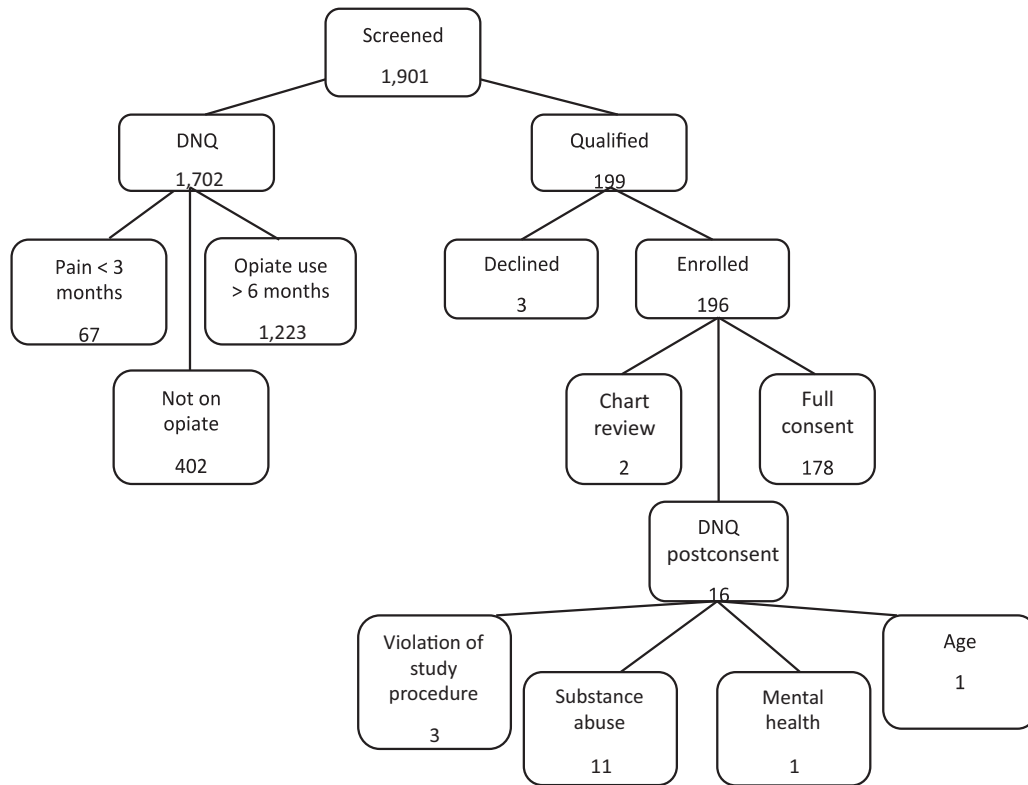 Screened
1,901
DNQ
1,702
Qualified
199
Pain < 3
months
67
Opiate use
> 6 months
1,223
Declined
3
Enrolled
196
Not on
opiate
402
Chart
review
2
Full
consent
178
DNQ
postconsent
16
Violation of
study
procedure
3
Substance
abuse
11
Mental
health
1
Age
1